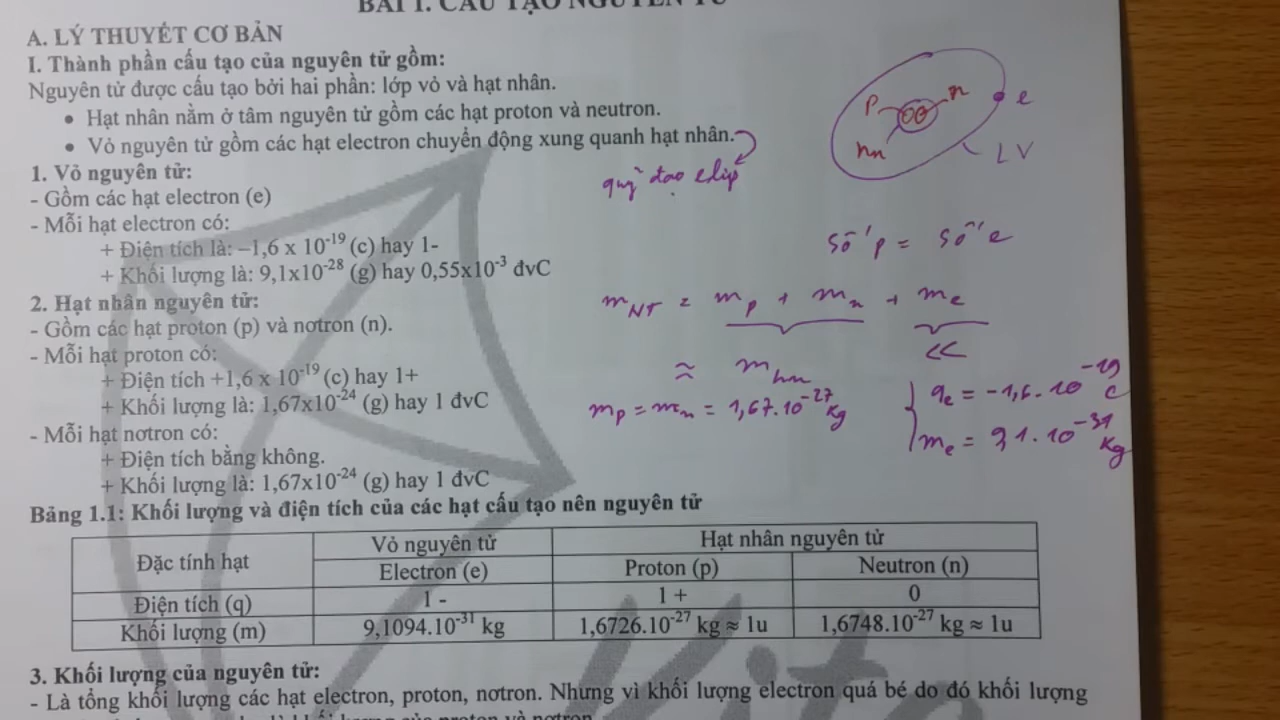 BÀI 1. CẤU TẠO NGUYÊN TỬ
A. LÝ THUYẾT CƠ BẢN
I. Thành phần cấu tạo của nguyên tử gồm:
Nguyên tử được cấu tạo bởi hai phần: lớp vỏ và hạt nhân.
• Hạt nhân nằm ở tâm nguyên tử gồm các hạt proton và neutron.
• Vỏ nguyên tử gồm các hạt electron chuyển động xung quanh hạt nhân.
quỹ đạo elip
p n e
hn LV
1. Vỏ nguyên tử:
- Gồm các hạt electron (e)
- Mỗi hạt electron có:
+ Điện tích là: –1,6 x 10⁻¹⁹ (c) hay 1-
+ Khối lượng là: 9,1x10⁻²⁸ (g) hay 0,55x10⁻³ đvC
số p = số e
2. Hạt nhân nguyên tử:
- Gồm các hạt proton (p) và nơtron (n).
- Mỗi hạt proton có:
+ Điện tích +1,6 x 10⁻¹⁹ (c) hay 1+
+ Khối lượng là: 1,67x10⁻²⁴ (g) hay 1 đvC
- Mỗi hạt nơtron có:
+ Điện tích bằng không.
+ Khối lượng là: 1,67x10⁻²⁴ (g) hay 1 đvC
m NT = m p + m n + m e
<<
≈ m hn
m p = m n = 1,67.10⁻²⁷ kg
q e = -1,6.10⁻¹⁹ c
m e = 9,1.10⁻³¹ kg
Bảng 1.1: Khối lượng và điện tích của các hạt cấu tạo nên nguyên tử
Đặc tính hạt Vỏ nguyên tử Hạt nhân nguyên tử
Electron (e) Proton (p) Neutron (n)
Điện tích (q) 1 - 1 + 0
Khối lượng (m) 9,1094.10⁻³¹ kg 1,6726.10⁻²⁷ kg ≈ 1u 1,6748.10⁻²⁷ kg ≈ 1u
3. Khối lượng của nguyên tử:
- Là tổng khối lượng các hạt electron, proton, nơtron. Nhưng vì khối lượng electron quá bé do đó khối lượng